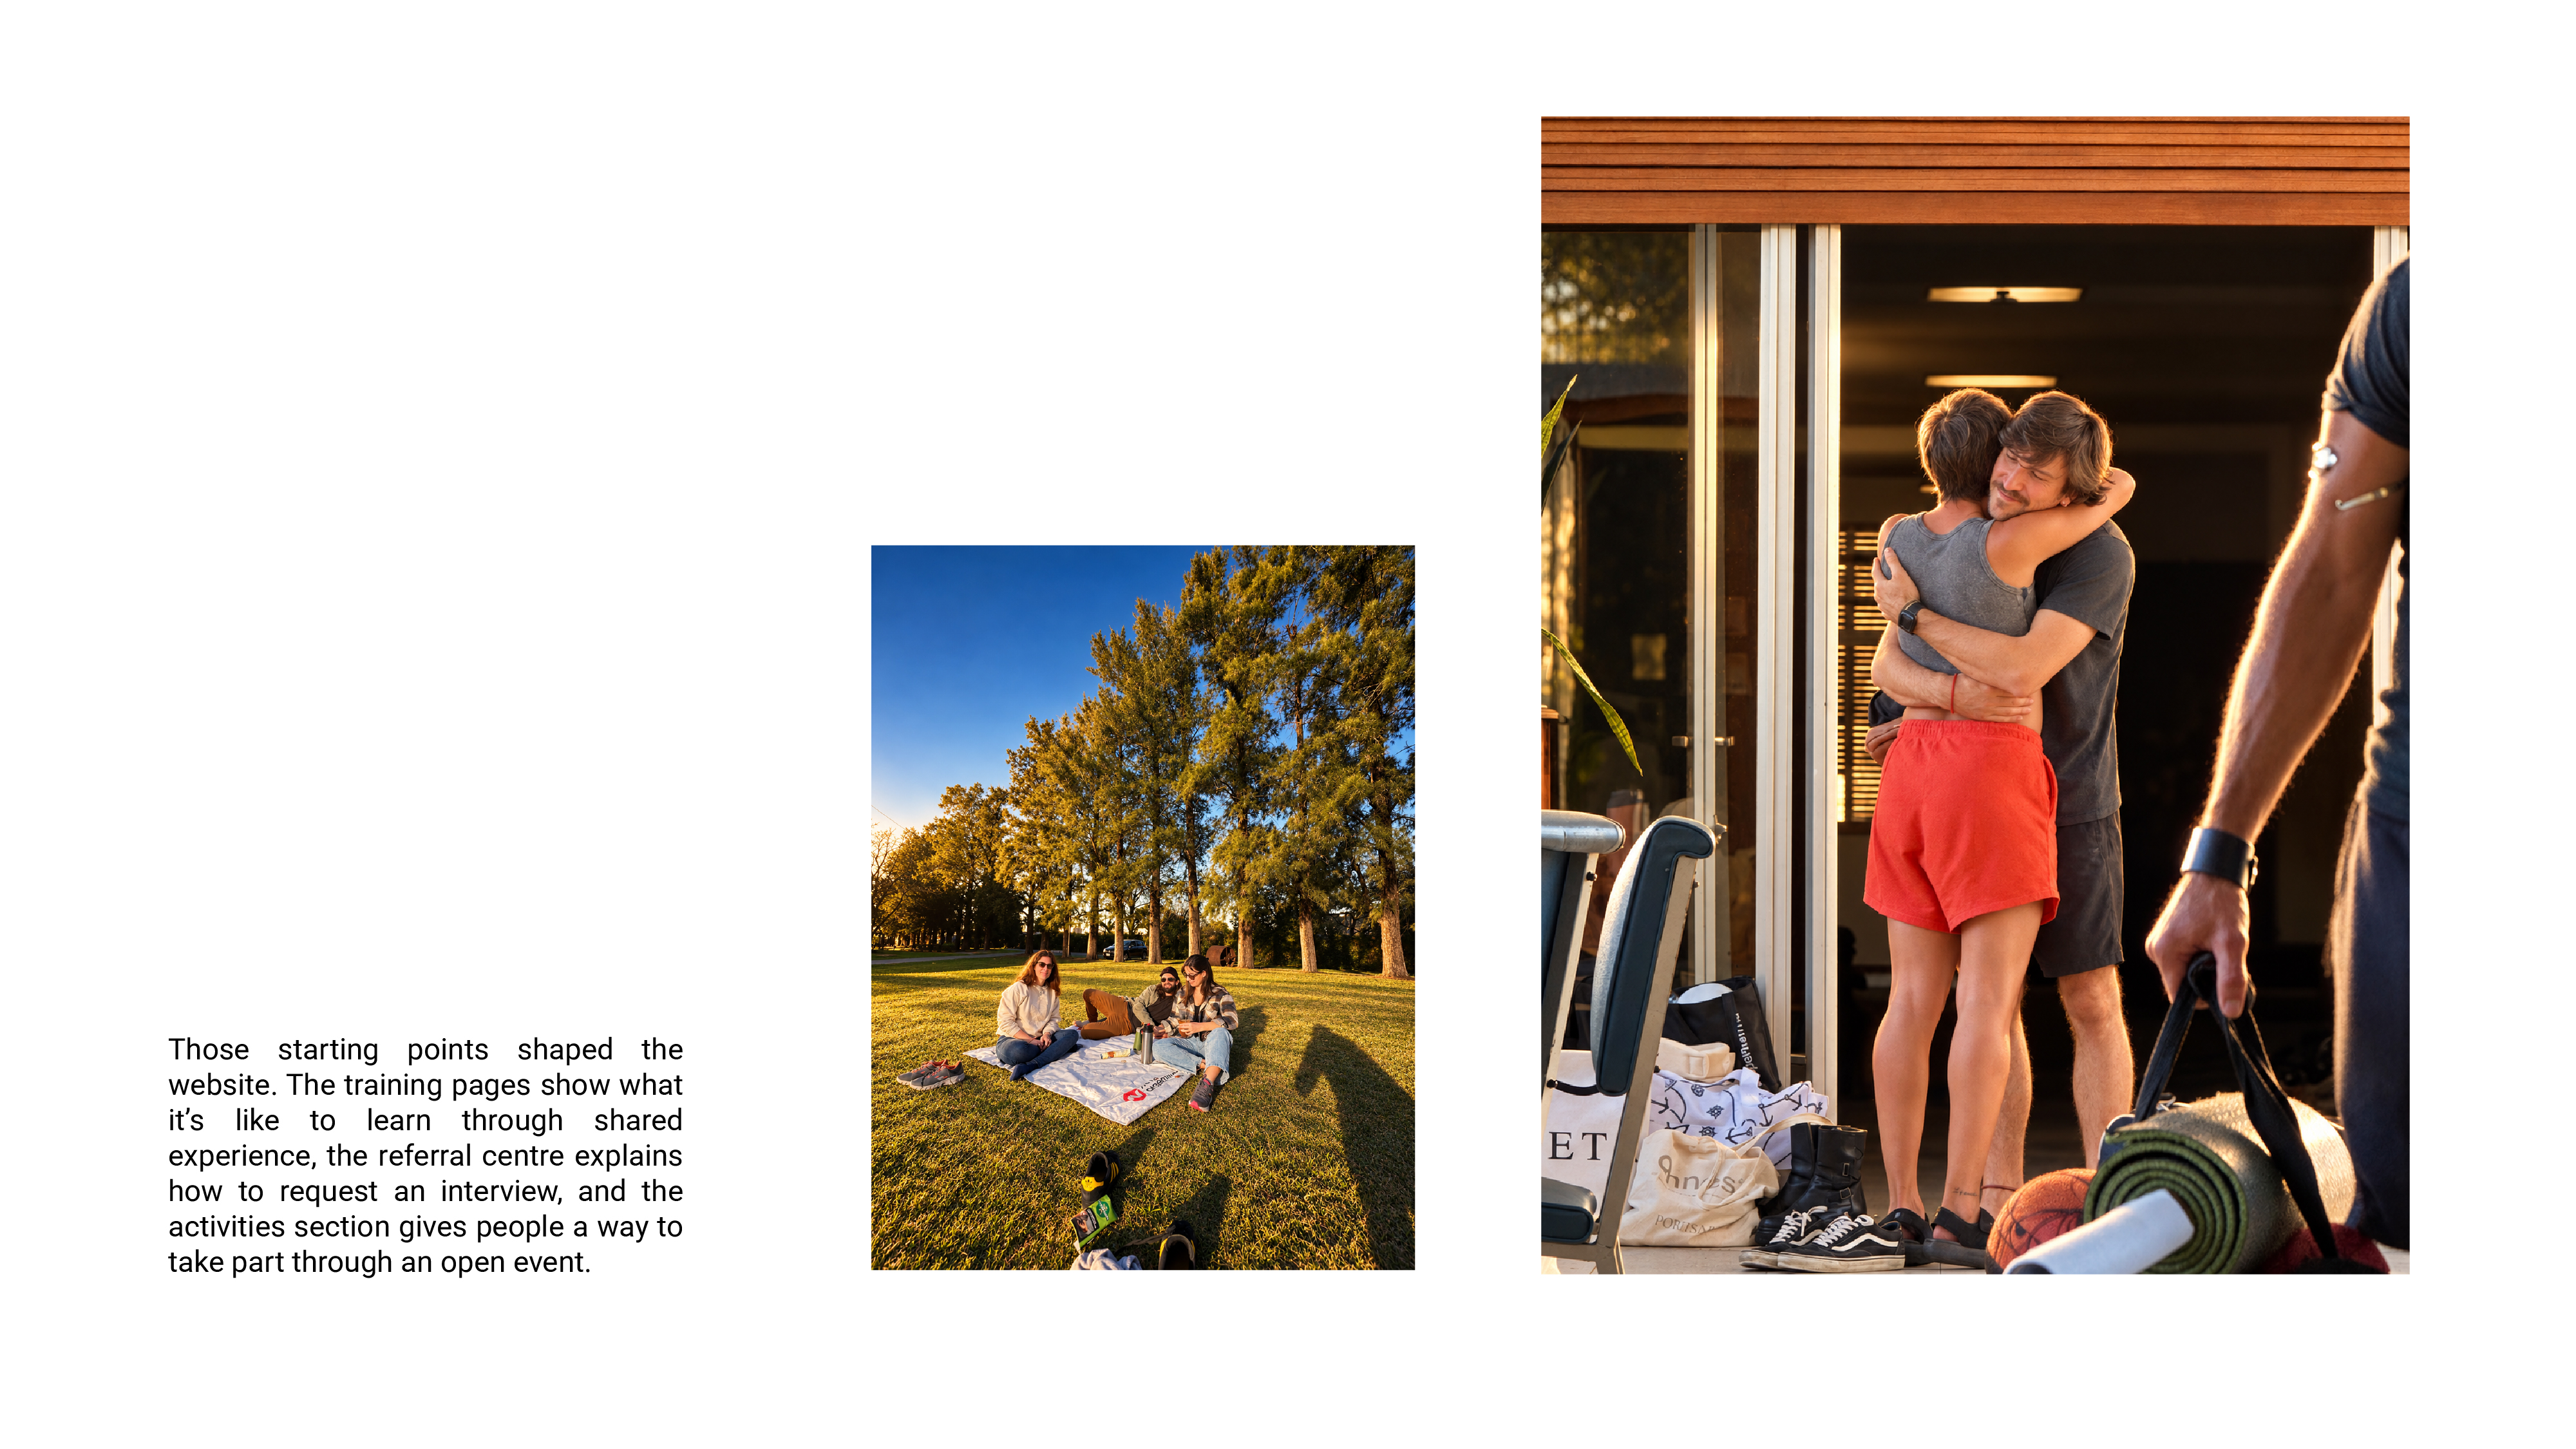 Those starting points shaped the
website. The training pages show what
it’s like to learn through shared
experience, the referral centre explains
how to request an interview, and the
activities section gives people a way to
take part through an open event.
ET